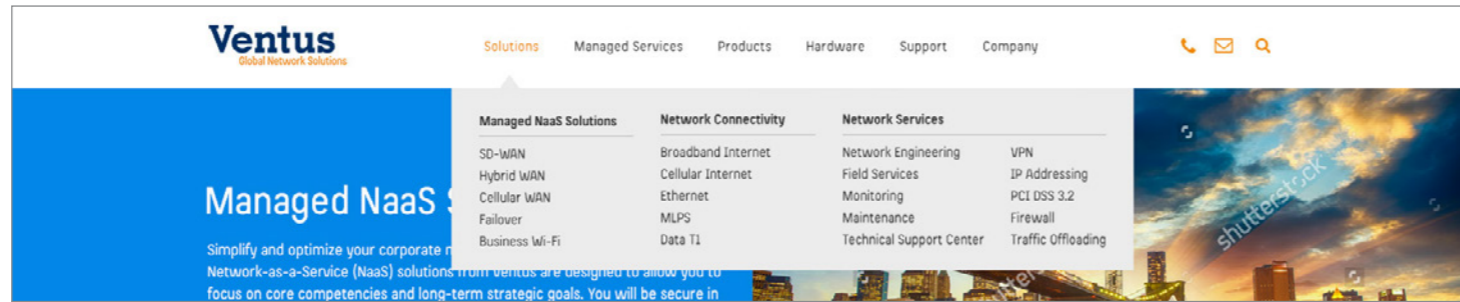 Ventus
Global Network Solutions
Solutions Managed Services Products Hardware Support Company
Managed NaaS Solutions
SD-WAN
Hybrid WAN
Cellular WAN
Failover
Business Wi-Fi
Network Connectivity
Broadband Internet
Cellular Internet
Ethernet
MLPS
Data T1
Network Services
Network Engineering
Field Services
Monitoring
Maintenance
Technical Support Center
VPN
IP Addressing
PCI DSS 3.2
Firewall
Traffic Offloading
Managed NaaS
Simplify and optimize your corporate
Network-as-a-Service (NaaS) solutions from Ventus are designed to allow you to
focus on core competencies and long-term strategic goals. You will be secure in
shutterstock